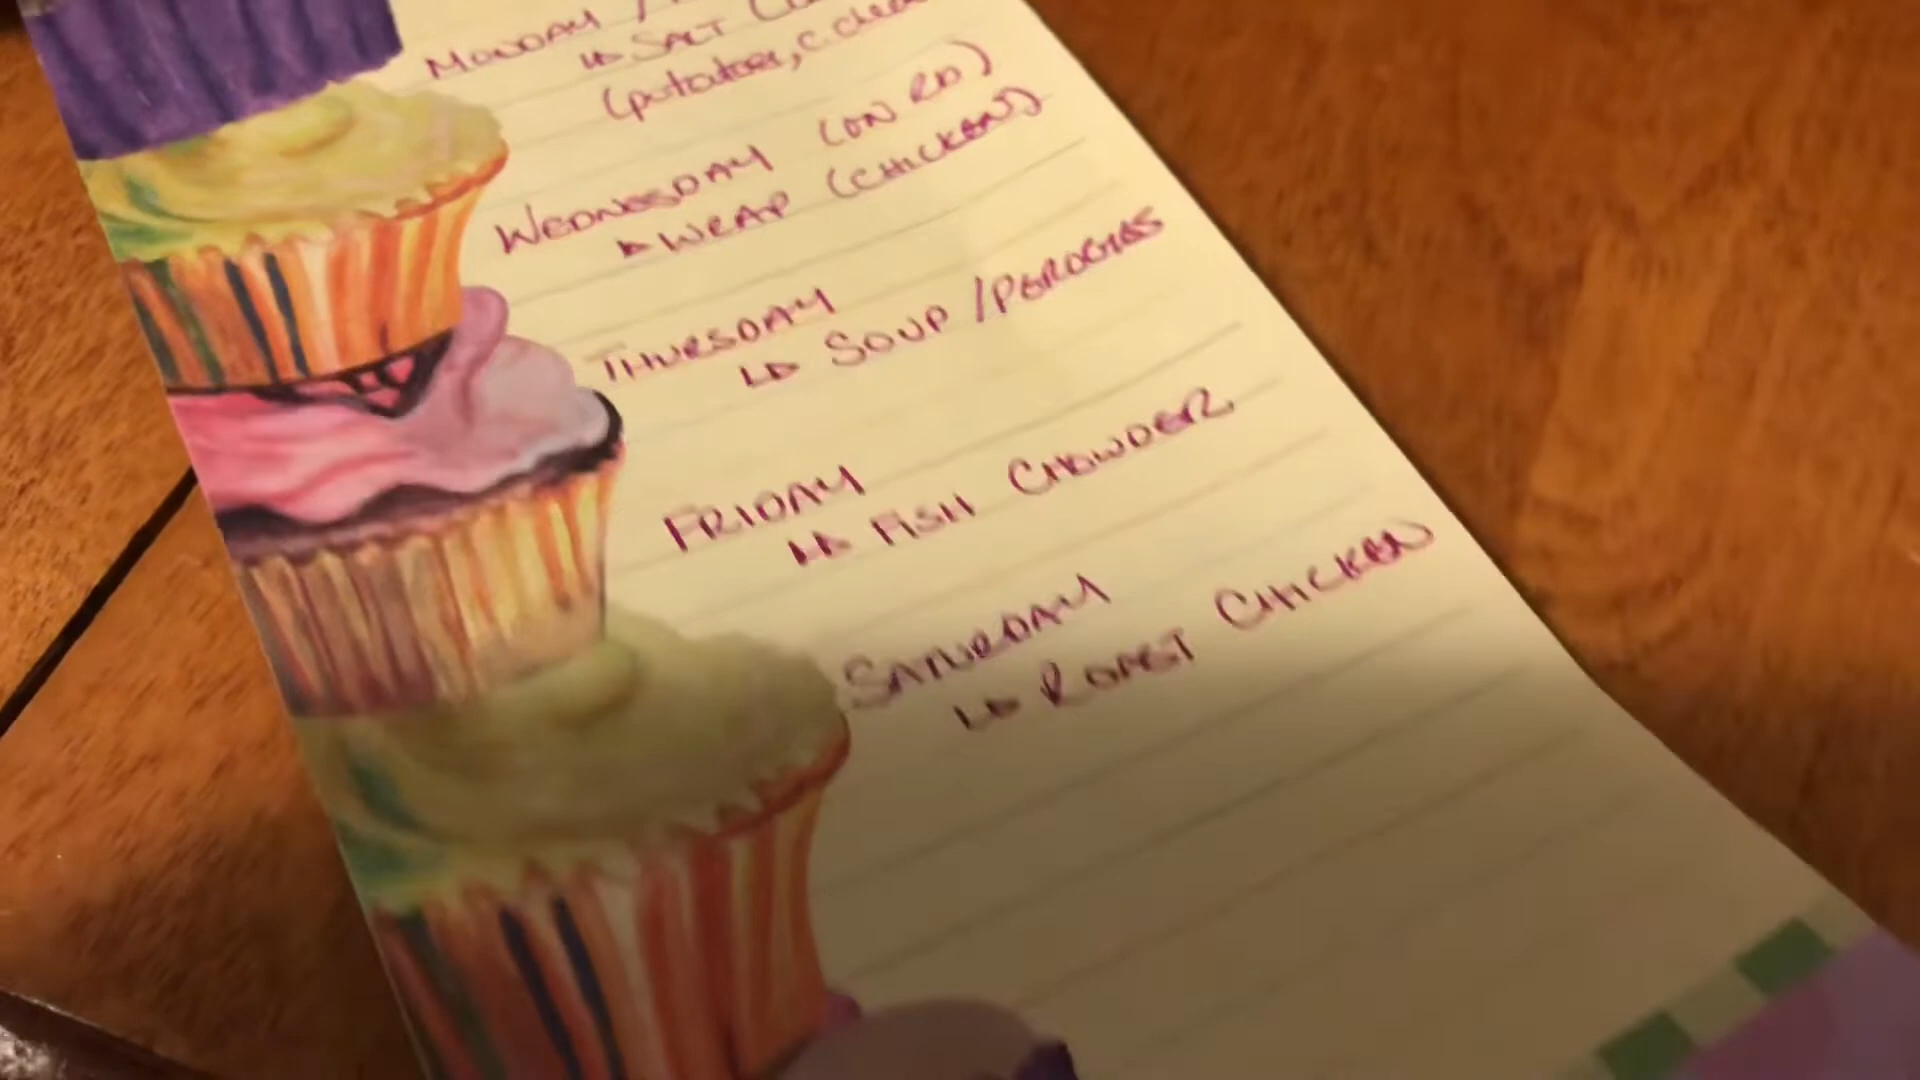 MONDAY /
↳ SALT
(potatoes, c.
WEDNESDAY (ON RD)
↳ WRAP (CHICKEN)
THURSDAY
↳ SOUP / PEROGIES
FRIDAY
↳ FISH CHOWDER
SATURDAY
↳ ROAST CHICKEN